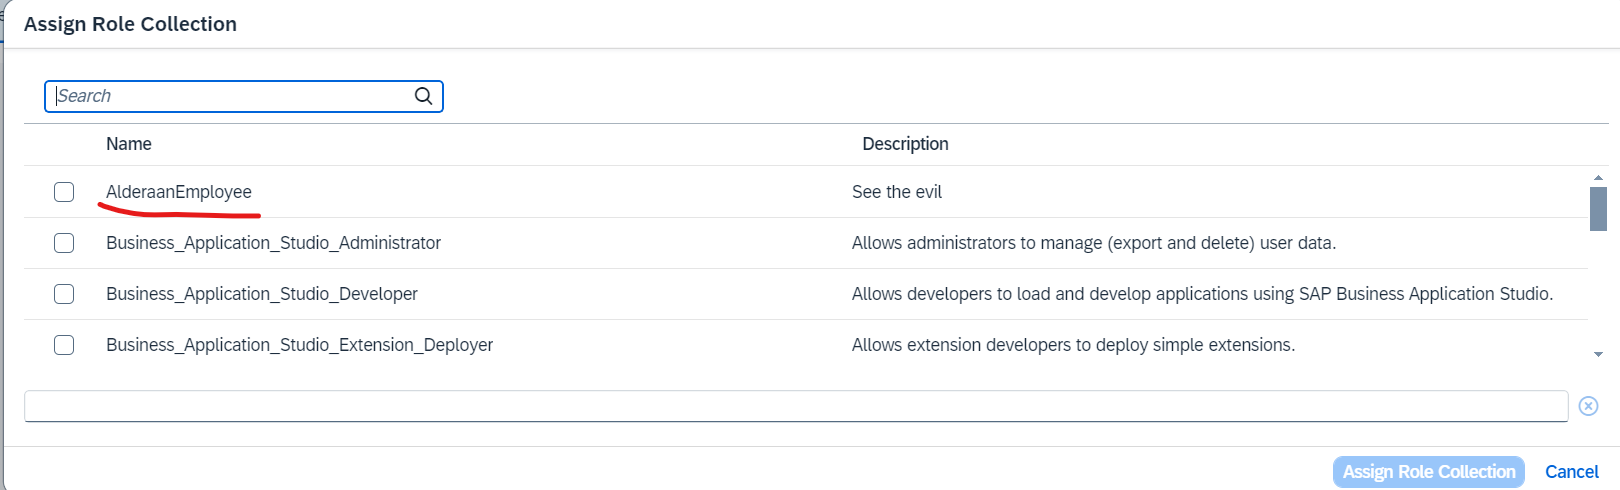 Assign Role Collection
Search
Name Description
AlderaanEmployee See the evil
Business_Application_Studio_Administrator Allows administrators to manage (export and delete) user data.
Business_Application_Studio_Developer Allows developers to load and develop applications using SAP Business Application Studio.
Business_Application_Studio_Extension_Deployer Allows extension developers to deploy simple extensions.
Assign Role Collection Cancel